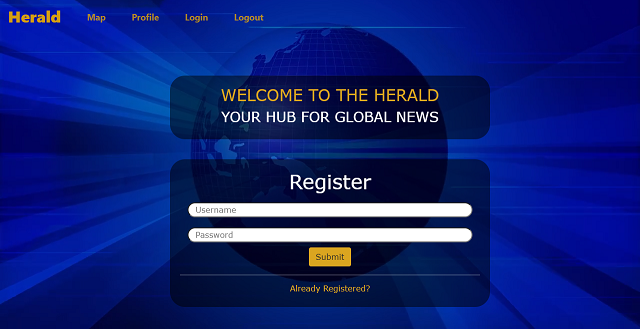 Herald Map Profile Login Logout
WELCOME TO THE HERALD
YOUR HUB FOR GLOBAL NEWS
Register
Username
Password
Submit
Already Registered?